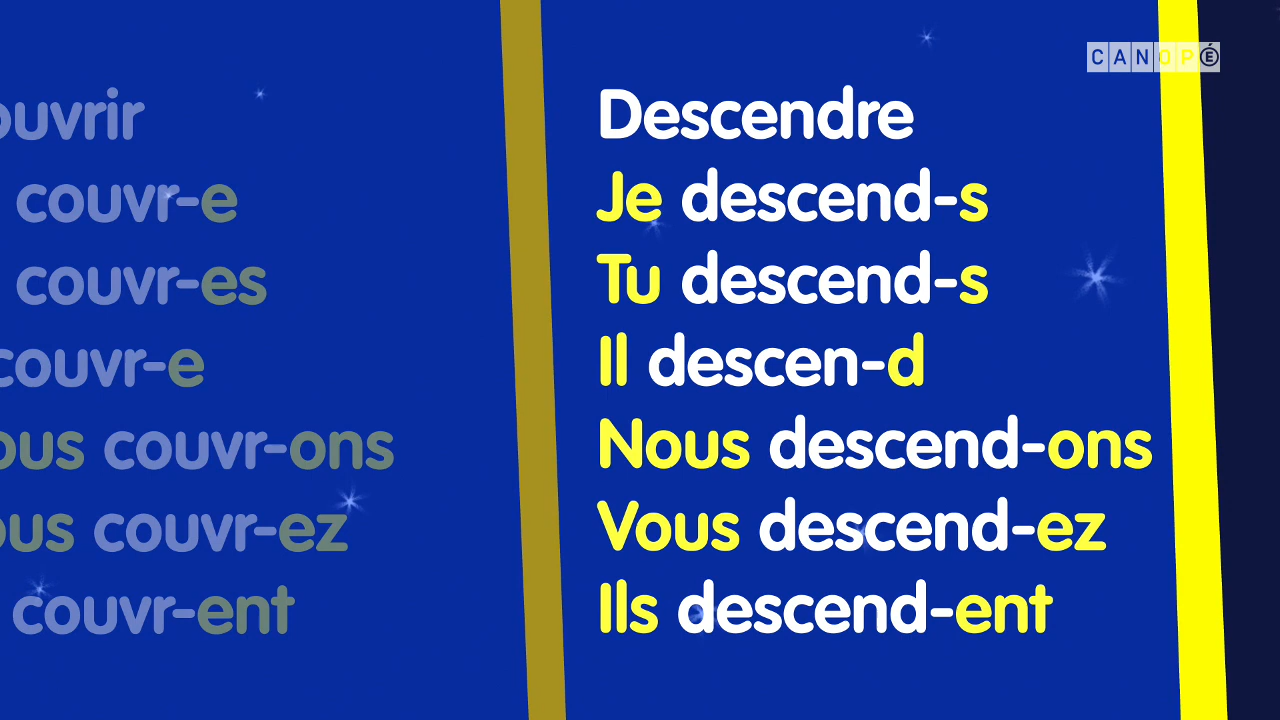 CANOPÉ
ouvrir
couvr-e
couvr-es
couvr-e
ous couvr-ons
ous couvr-ez
couvr-ent
Descendre
Je descend-s
Tu descend-s
Il descen-d
Nous descend-ons
Vous descend-ez
Ils descend-ent